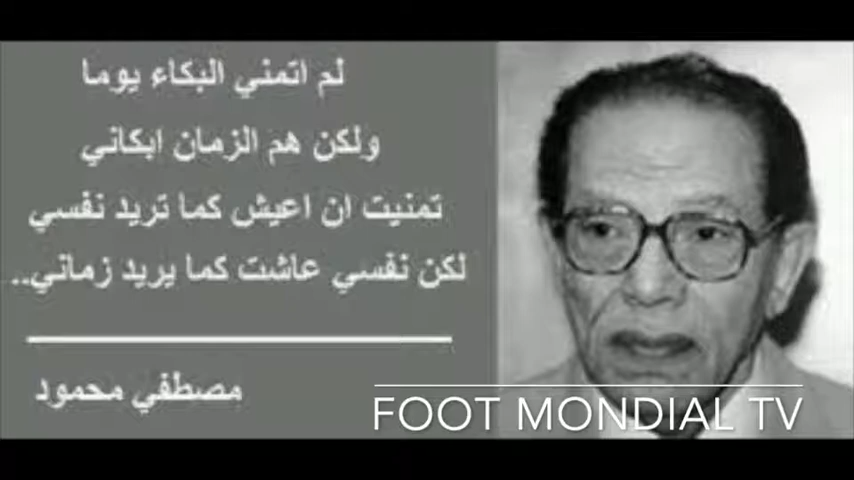 لم اتمني البكاء يوما
ولكن هم الزمان ابكاني
تمنيت ان اعيش كما تريد نفسي
لكن نفسي عاشت كما يريد زماني..
مصطفي محمود
FOOT MONDIAL TV